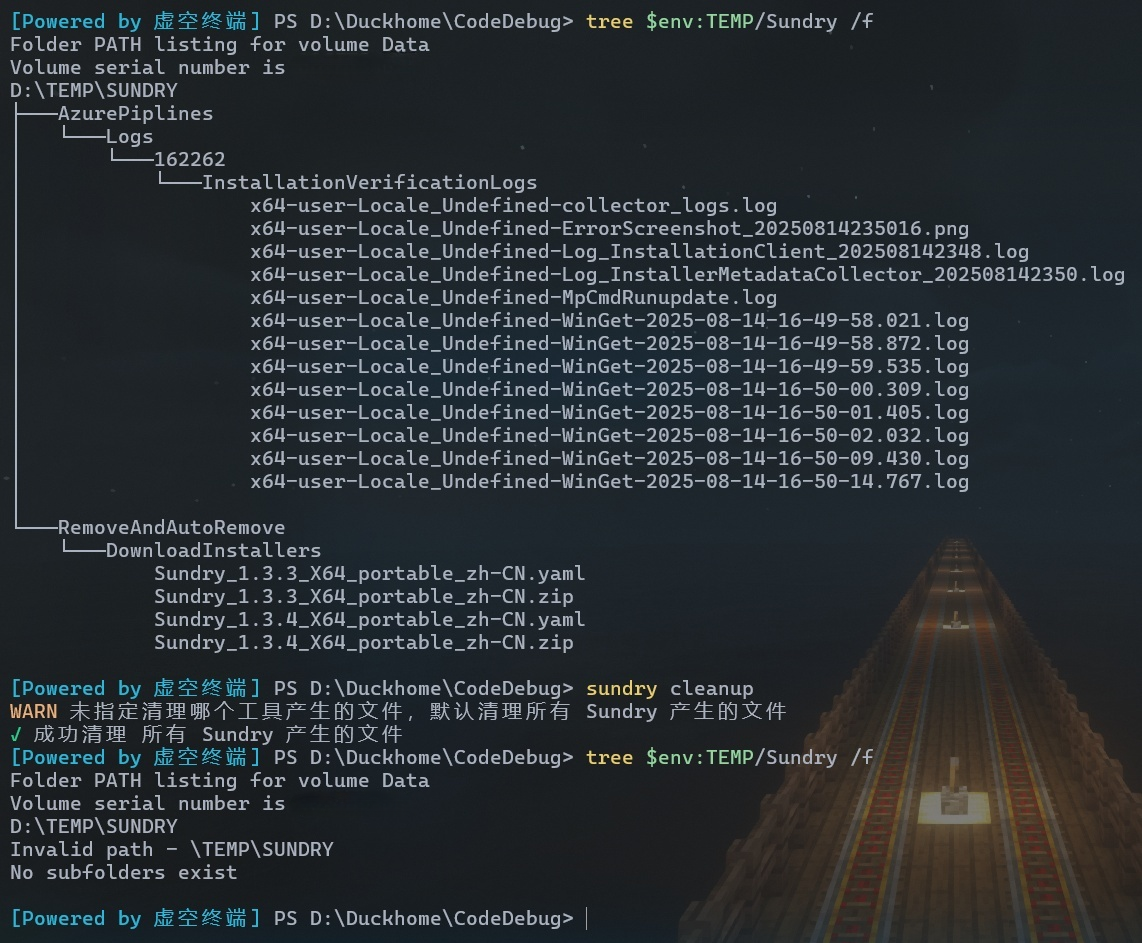 [Powered by 虚空终端] PS D:\Duckhome\CodeDebug> tree $env:TEMP/Sundry /f
Folder PATH listing for volume Data
Volume serial number is
D:\TEMP\SUNDRY
├───AzurePiplines
│   └───Logs
│       └───162262
│           └───InstallationVerificationLogs
│                   x64-user-Locale_Undefined-collector_logs.log
│                   x64-user-Locale_Undefined-ErrorScreenshot_20250814235016.png
│                   x64-user-Locale_Undefined-Log_InstallationClient_202508142348.log
│                   x64-user-Locale_Undefined-Log_InstallerMetadataCollector_202508142350.log
│                   x64-user-Locale_Undefined-MpCmdRunupdate.log
│                   x64-user-Locale_Undefined-WinGet-2025-08-14-16-49-58.021.log
│                   x64-user-Locale_Undefined-WinGet-2025-08-14-16-49-58.872.log
│                   x64-user-Locale_Undefined-WinGet-2025-08-14-16-49-59.535.log
│                   x64-user-Locale_Undefined-WinGet-2025-08-14-16-50-00.309.log
│                   x64-user-Locale_Undefined-WinGet-2025-08-14-16-50-01.405.log
│                   x64-user-Locale_Undefined-WinGet-2025-08-14-16-50-02.032.log
│                   x64-user-Locale_Undefined-WinGet-2025-08-14-16-50-09.430.log
│                   x64-user-Locale_Undefined-WinGet-2025-08-14-16-50-14.767.log
│
└───RemoveAndAutoRemove
    └───DownloadInstallers
            Sundry_1.3.3_X64_portable_zh-CN.yaml
            Sundry_1.3.3_X64_portable_zh-CN.zip
            Sundry_1.3.4_X64_portable_zh-CN.yaml
            Sundry_1.3.4_X64_portable_zh-CN.zip

[Powered by 虚空终端] PS D:\Duckhome\CodeDebug> sundry cleanup
WARN 未指定清理哪个工具产生的文件，默认清理所有 Sundry 产生的文件
✓ 成功清理 所有 Sundry 产生的文件
[Powered by 虚空终端] PS D:\Duckhome\CodeDebug> tree $env:TEMP/Sundry /f
Folder PATH listing for volume Data
Volume serial number is
D:\TEMP\SUNDRY
Invalid path - \TEMP\SUNDRY
No subfolders exist

[Powered by 虚空终端] PS D:\Duckhome\CodeDebug>